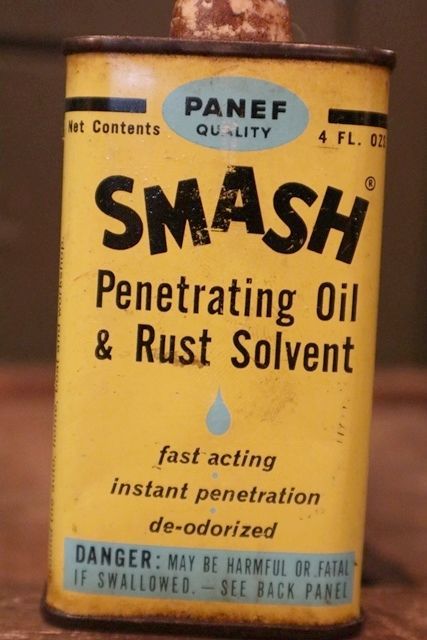 PANEF
QUALITY
Net Contents
4 FL. OZS
SMASH®
Penetrating Oil
& Rust Solvent
fast acting
instant penetration
de-odorized
DANGER: MAY BE HARMFUL OR FATAL
IF SWALLOWED. — SEE BACK PANEL